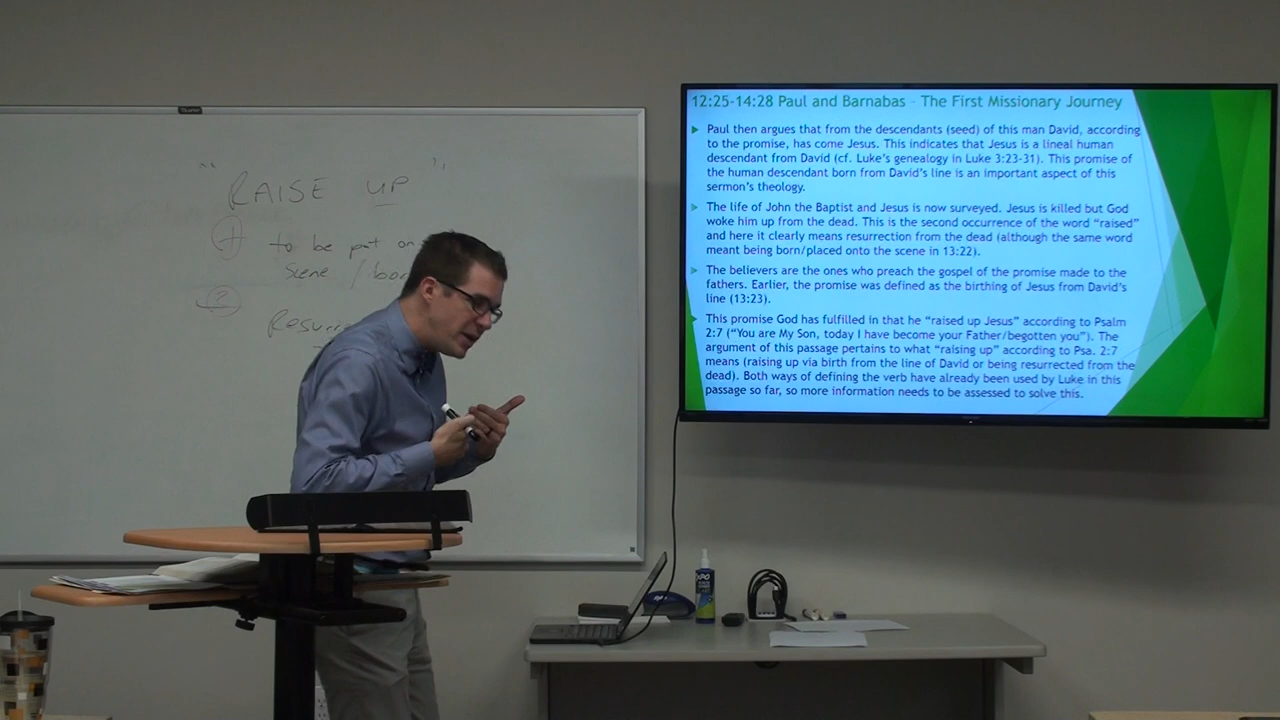 “ RAISE UP ”
① to be put on
scene / bor
②
Resurre
12:25-14:28 Paul and Barnabas – The First Missionary Journey
Paul then argues that from the descendants (seed) of this man David, according
to the promise, has come Jesus. This indicates that Jesus is a lineal human
descendant from David (cf. Luke’s genealogy in Luke 3:23-31). This promise of
the human descendant born from David’s line is an important aspect of this
sermon’s theology.
The life of John the Baptist and Jesus is now surveyed. Jesus is killed but God
woke him up from the dead. This is the second occurrence of the word “raised”
and here it clearly means resurrection from the dead (although the same word
meant being born/placed onto the scene in 13:22).
The believers are the ones who preach the gospel of the promise made to the
fathers. Earlier, the promise was defined as the birthing of Jesus from David’s
line (13:23).
This promise God has fulfilled in that he “raised up Jesus” according to Psalm
2:7 (“You are My Son, today I have become your Father/begotten you”). The
argument of this passage pertains to what “raising up” according to Psa. 2:7
means (raising up via birth from the line of David or being resurrected from the
dead). Both ways of defining the verb have already been used by Luke in this
passage so far, so more information needs to be assessed to solve this.
EXPO